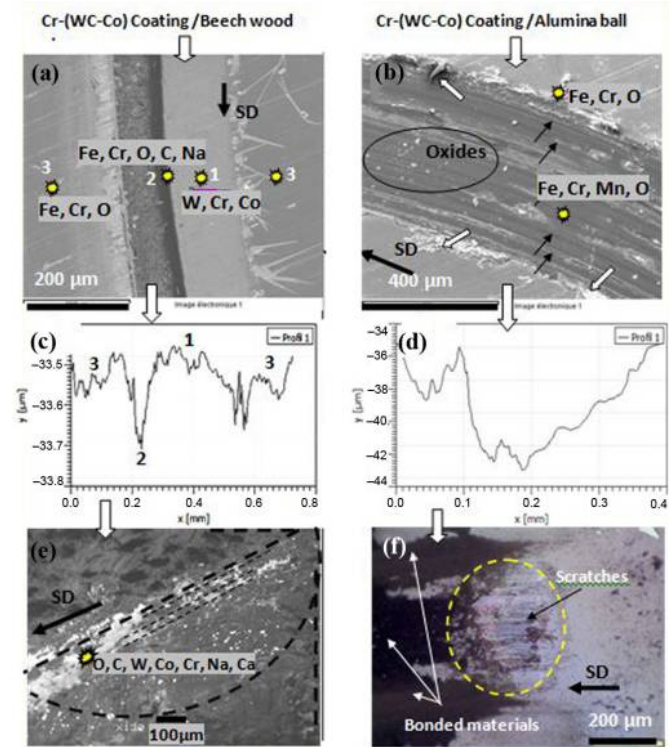 Cr-(WC-Co) Coating /Beech wood
Cr-(WC-Co) Coating/Alumina ball
(a)
SD
Fe, Cr, O, C, Na
3
2
1
3
Fe, Cr, O
W, Cr, Co
200 µm
Image électronique 1
(b)
Fe, Cr, O
Oxides
Fe, Cr, Mn, O
SD
400 µm
Image électronique 1
(c)
Profil 1
3
1
3
2
y [µm]
-33.5
-33.6
-33.7
-33.8
0.0 0.2 0.4 0.6 0.8
x [mm]
(d)
Profil 1
y [µm]
-34
-36
-38
-40
-42
-44
0.0 0.1 0.2 0.3 0.4
x [mm]
(e)
SD
O, C, W, Co, Cr, Na, Ca
100µm
(f)
Scratches
SD
Bonded materials
200 µm